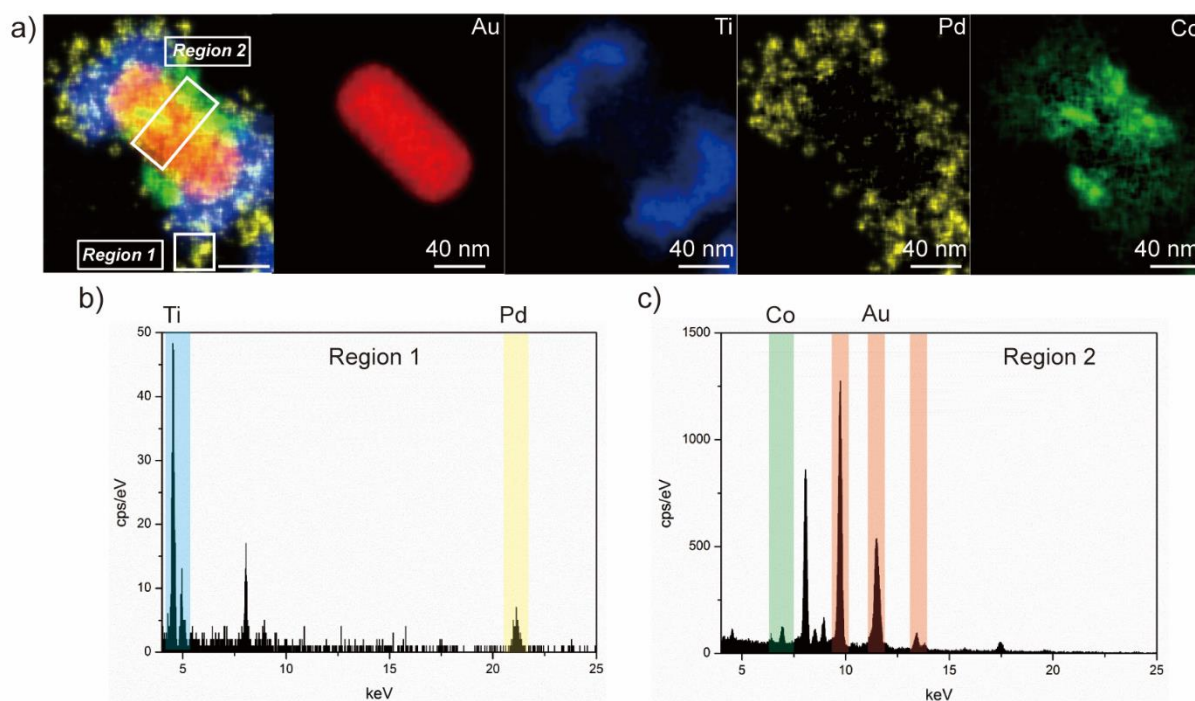 a)
Region 2
Region 1
Au
40 nm
Ti
40 nm
Pd
40 nm
Co
40 nm
b)
Ti
Pd
Region 1
50
40
30
20
10
0
cps/eV
5
10
15
20
25
keV
c)
Co
Au
Region 2
1500
1000
500
0
cps/eV
5
10
15
20
25
keV